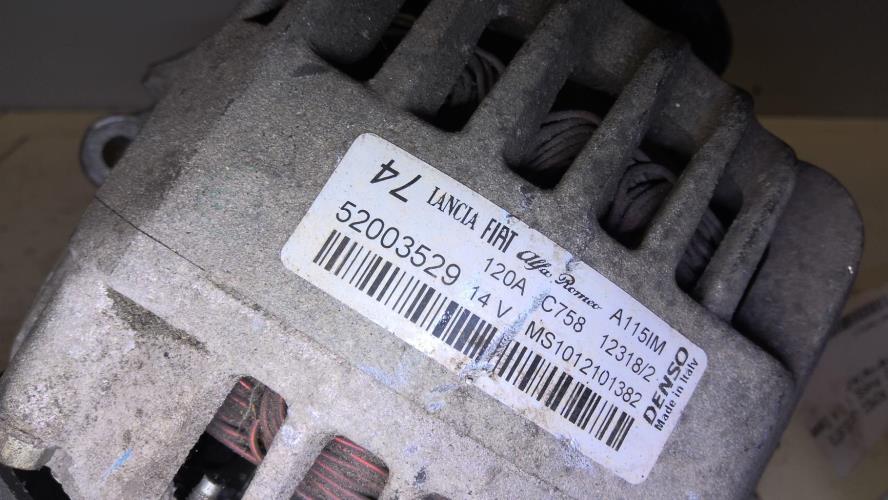 74
LANCIA FIAT Alfa Romeo A115IM
52003529 120A C758 12318/2
14 V MS1012101382
DENSO
Made in Italy